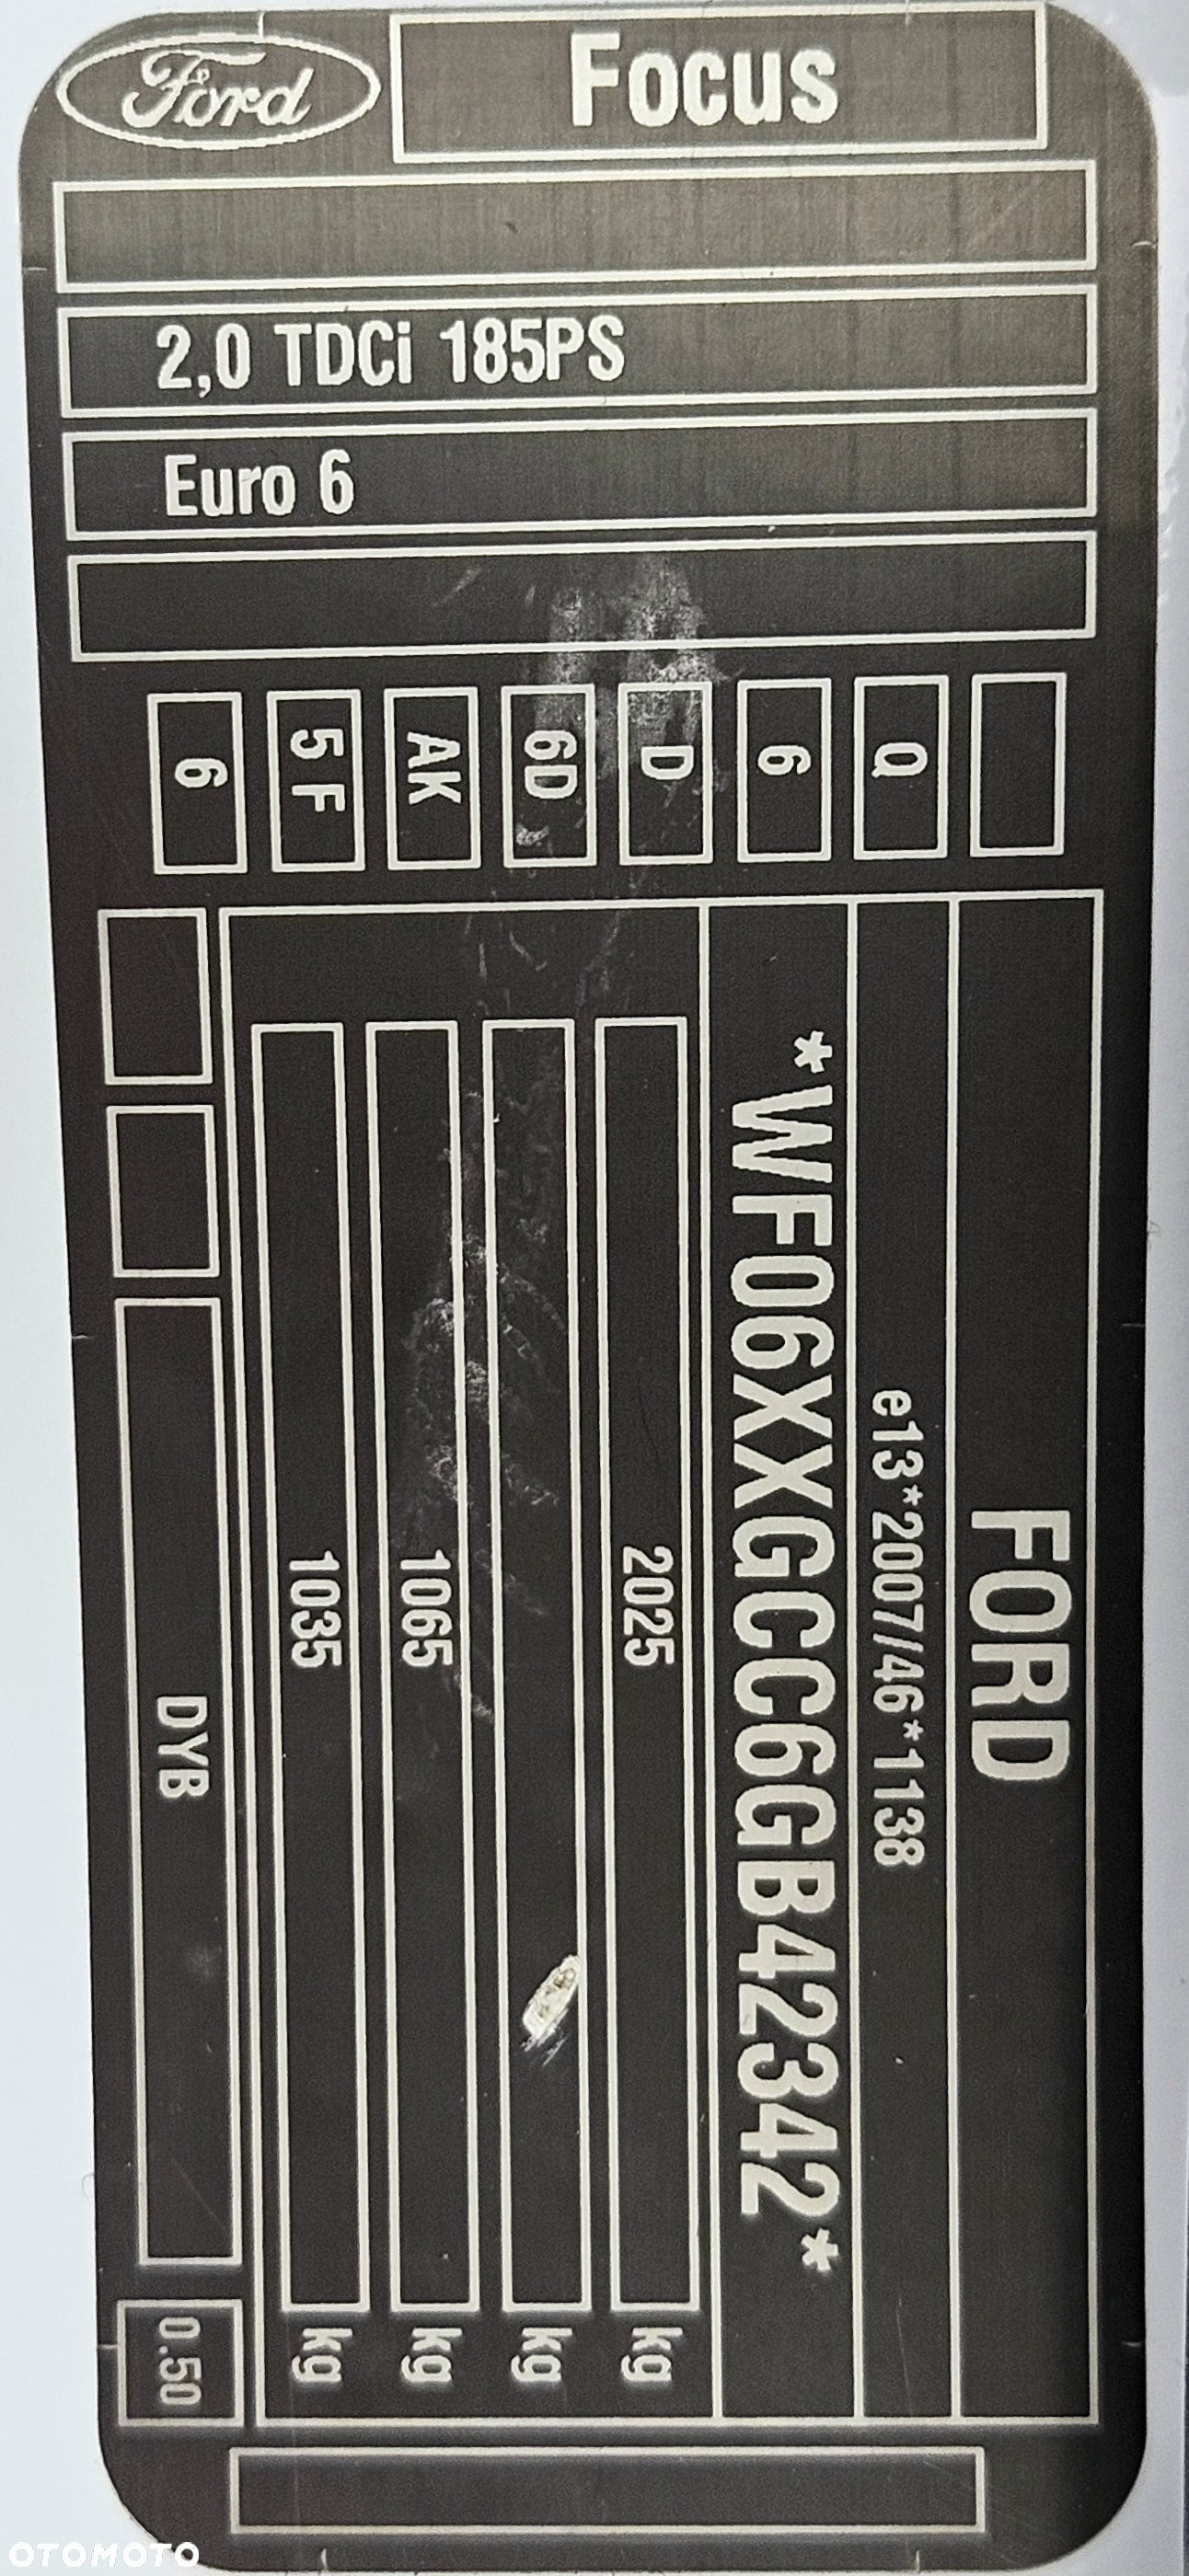 Ford
Focus
2,0 TDCi 185PS
Euro 6
Q
6
D
6D
AK
5 F
6
FORD
e13*2007/46*1138
*WF06XXGCC6GB42342*
2025 kg
kg
1065 kg
1035 kg
DYB
0.50
OTOMOTO